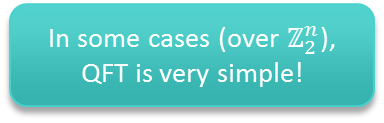 In some cases (over ℤ₂ⁿ),
QFT is very simple!